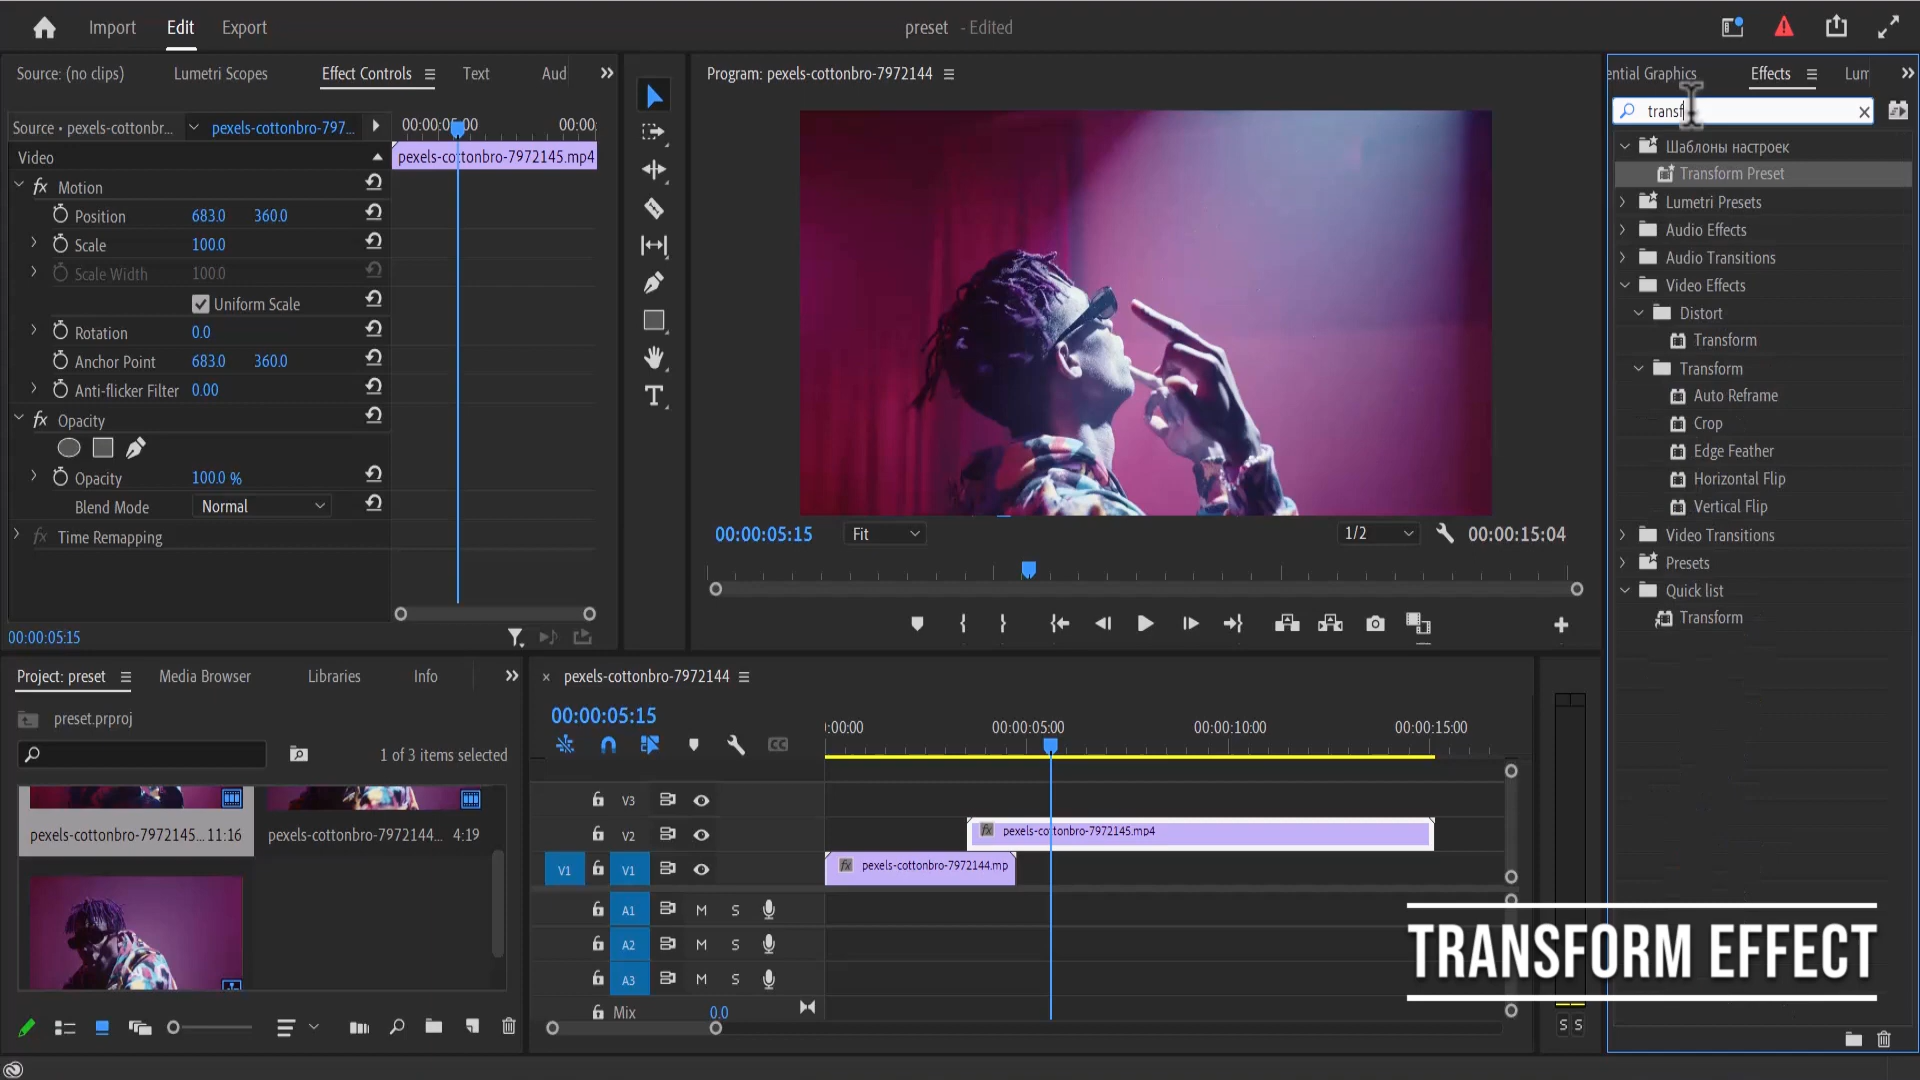 Import
Edit
Export
preset - Edited
Source: (no clips)
Lumetri Scopes
Effect Controls
Text
Aud
Program: pexels-cottonbro-7972144
ential Graphics
Effects
Lum
transf
Source • pexels-cottonbr...
pexels-cottonbro-797...
00:00:05:00
00:00:
Video
pexels-cottonbro-7972145.mp4
fx Motion
Position 683.0 360.0
Scale 100.0
Scale Width 100.0
Uniform Scale
Rotation 0.0
Anchor Point 683.0 360.0
Anti-flicker Filter 0.00
fx Opacity
Opacity 100.0 %
Blend Mode Normal
fx Time Remapping
00:00:05:15
00:00:05:15
Fit
1/2
00:00:15:04
Шаблоны настроек
Transform Preset
Lumetri Presets
Audio Effects
Audio Transitions
Video Effects
Distort
Transform
Transform
Auto Reframe
Crop
Edge Feather
Horizontal Flip
Vertical Flip
Video Transitions
Presets
Quick list
Transform
Project: preset
Media Browser
Libraries
Info
preset.prproj
1 of 3 items selected
pexels-cottonbro-7972145... 11:16
pexels-cottonbro-7972144... 4:19
× pexels-cottonbro-7972144
00:00:05:15
:00:00
00:00:05:00
00:00:10:00
00:00:15:00
CC
V3
V2
fx pexels-cottonbro-7972145.mp4
V1 V1
fx pexels-cottonbro-7972144.mp
A1 M S
A2 M S
A3 M S
Mix 0.0
S S
TRANSFORM EFFECT